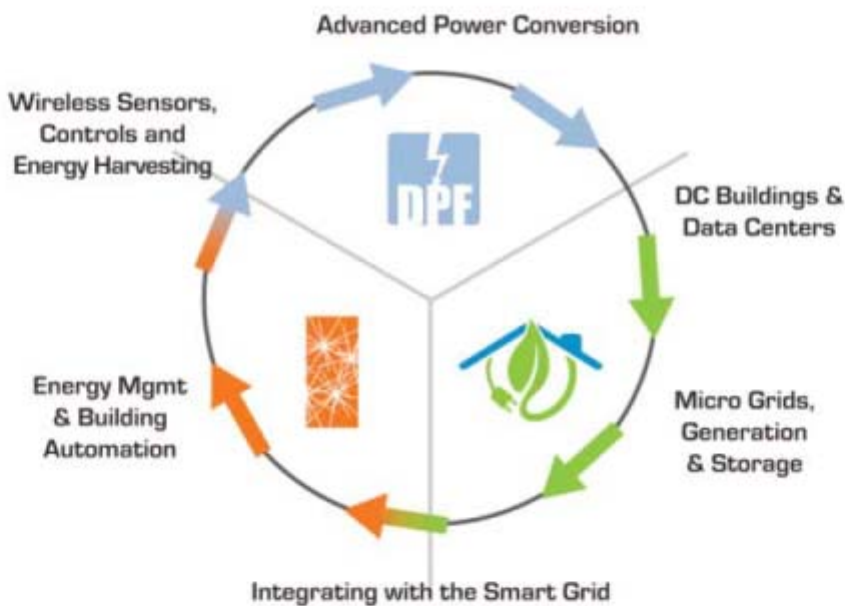 Advanced Power Conversion
Wireless Sensors,
Controls and
Energy Harvesting
DPF
DC Buildings &
Data Centers
Energy Mgmt
& Building
Automation
Micro Grids,
Generation
& Storage
Integrating with the Smart Grid